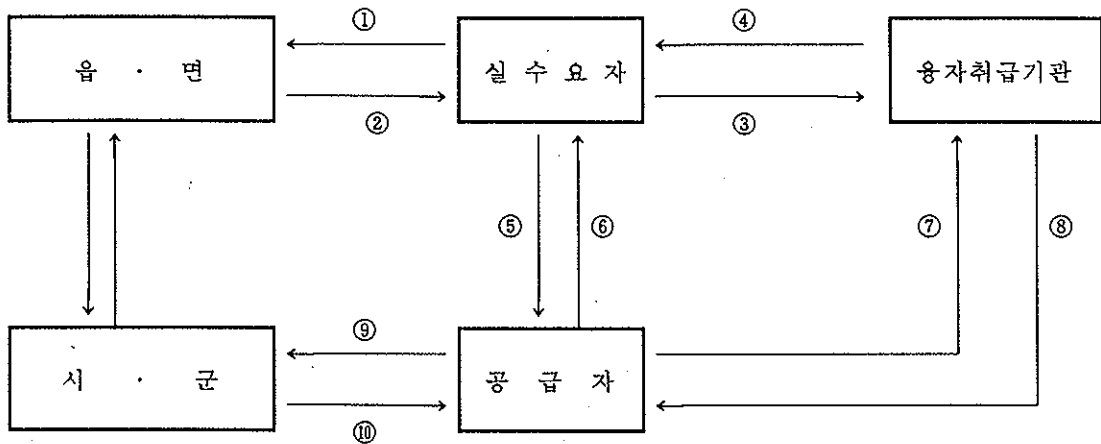 ① ④
읍 · 면 실 수 요 자 융자취급기관
② ③
⑤ ⑥ ⑦ ⑧
⑨
시 · 군 공 급 자
⑩